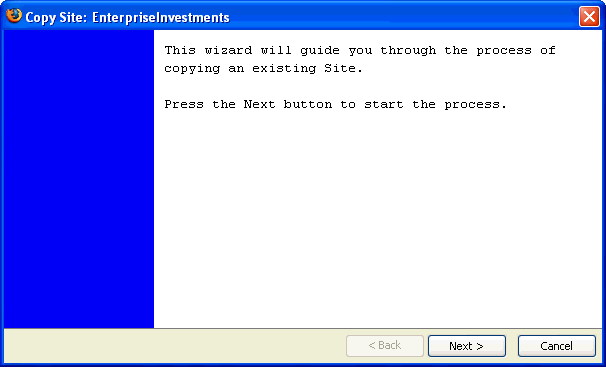 Copy Site: EnterpriseInvestments
This wizard will guide you through the process of
copying an existing Site.
Press the Next button to start the process.
< Back
Next >
Cancel